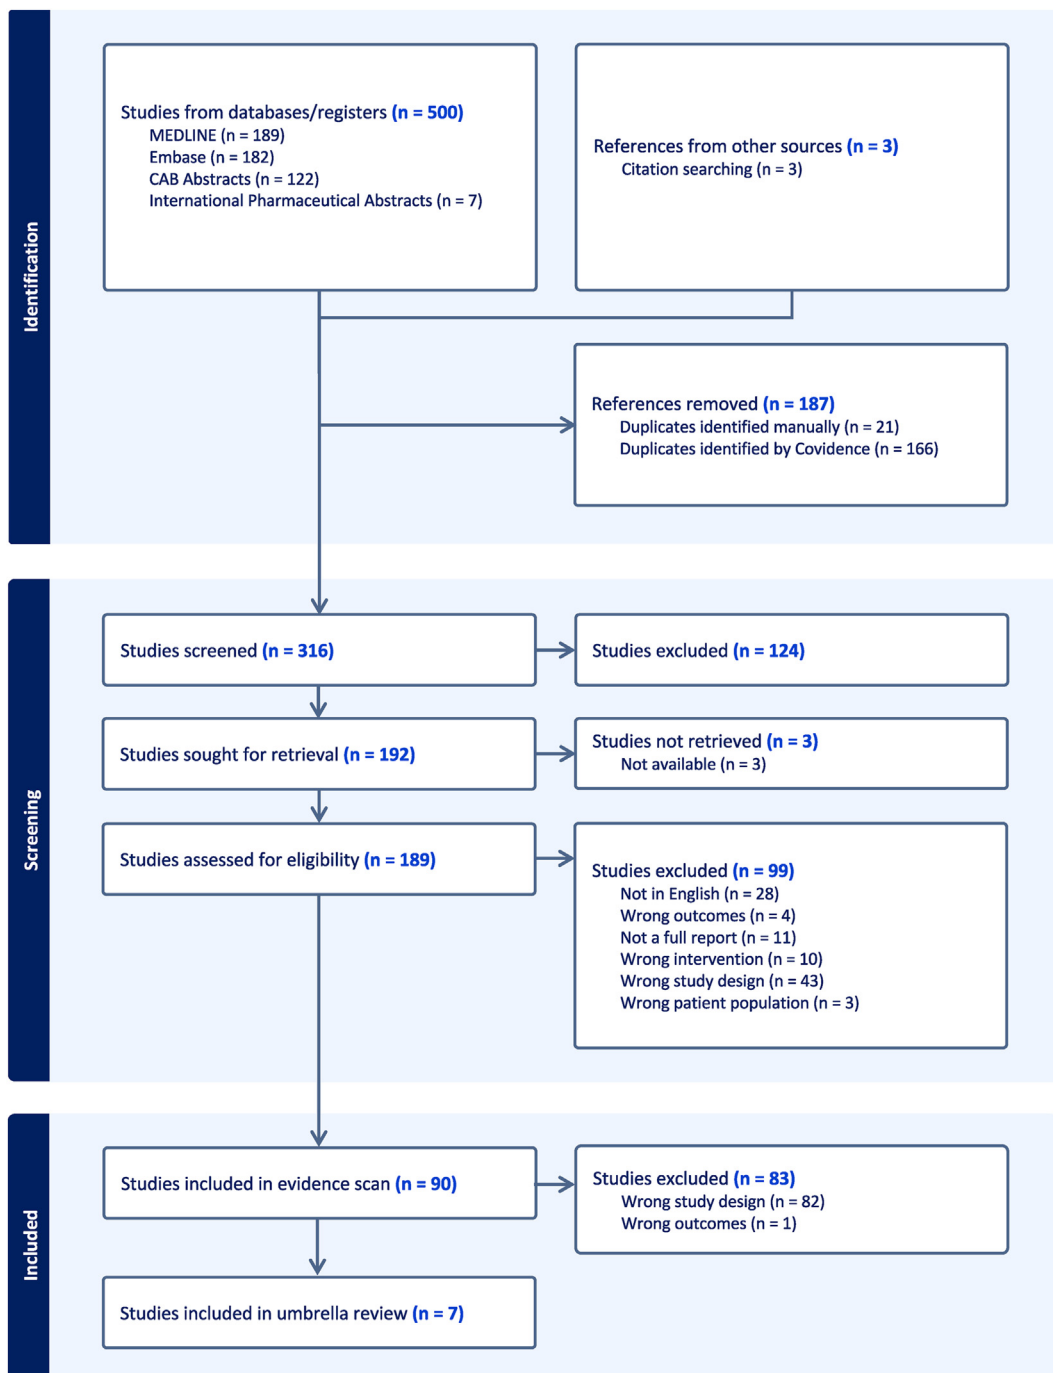 Identification
Studies from databases/registers (n = 500)
MEDLINE (n = 189)
Embase (n = 182)
CAB Abstracts (n = 122)
International Pharmaceutical Abstracts (n = 7)
References from other sources (n = 3)
Citation searching (n = 3)
References removed (n = 187)
Duplicates identified manually (n = 21)
Duplicates identified by Covidence (n = 166)
Screening
Studies screened (n = 316)
Studies excluded (n = 124)
Studies sought for retrieval (n = 192)
Studies not retrieved (n = 3)
Not available (n = 3)
Studies assessed for eligibility (n = 189)
Studies excluded (n = 99)
Not in English (n = 28)
Wrong outcomes (n = 4)
Not a full report (n = 11)
Wrong intervention (n = 10)
Wrong study design (n = 43)
Wrong patient population (n = 3)
Included
Studies included in evidence scan (n = 90)
Studies excluded (n = 83)
Wrong study design (n = 82)
Wrong outcomes (n = 1)
Studies included in umbrella review (n = 7)